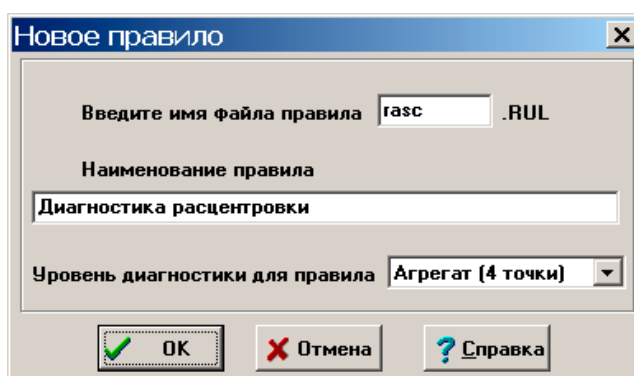 Новое правило
Введите имя файла правила rasc .RUL
Наименование правила
Диагностика расцентровки
Уровень диагностики для правила Агрегат (4 точки)
OK Отмена ? Справка